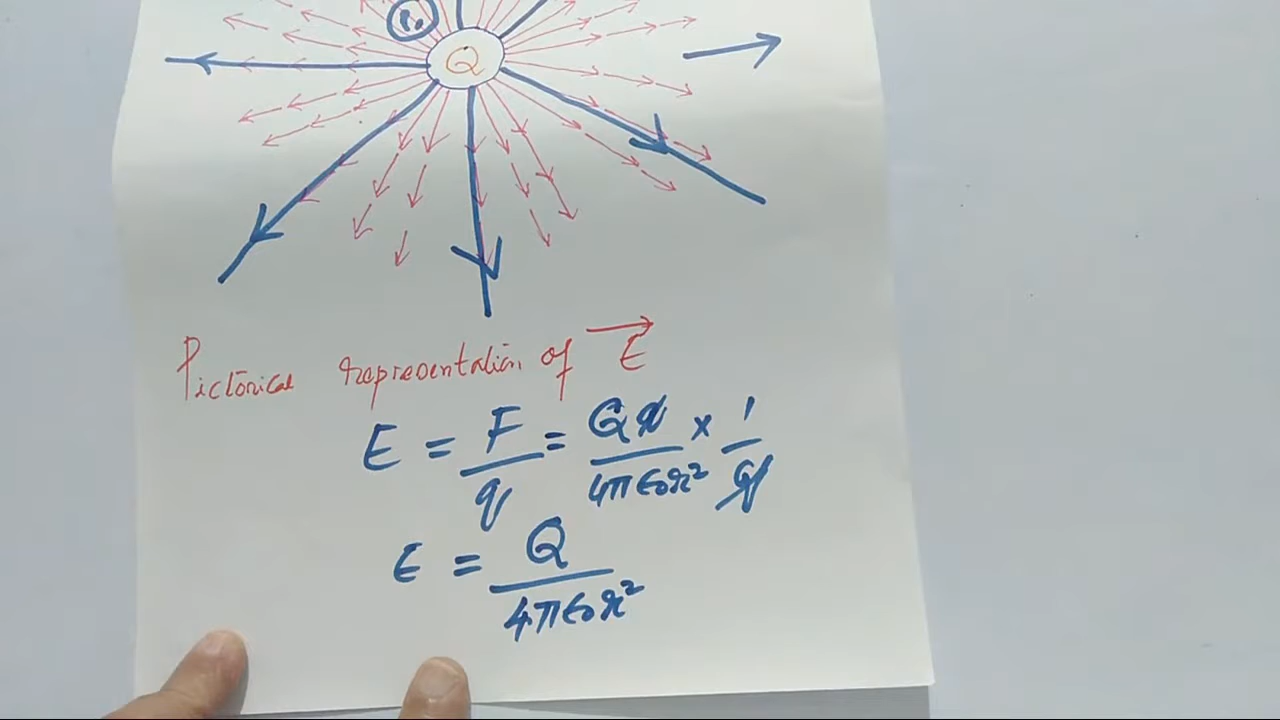 Q
Pictorical representation of E
E = F/q = Qq/4πϵ₀r² × 1/q
E = Q/4πϵ₀r²